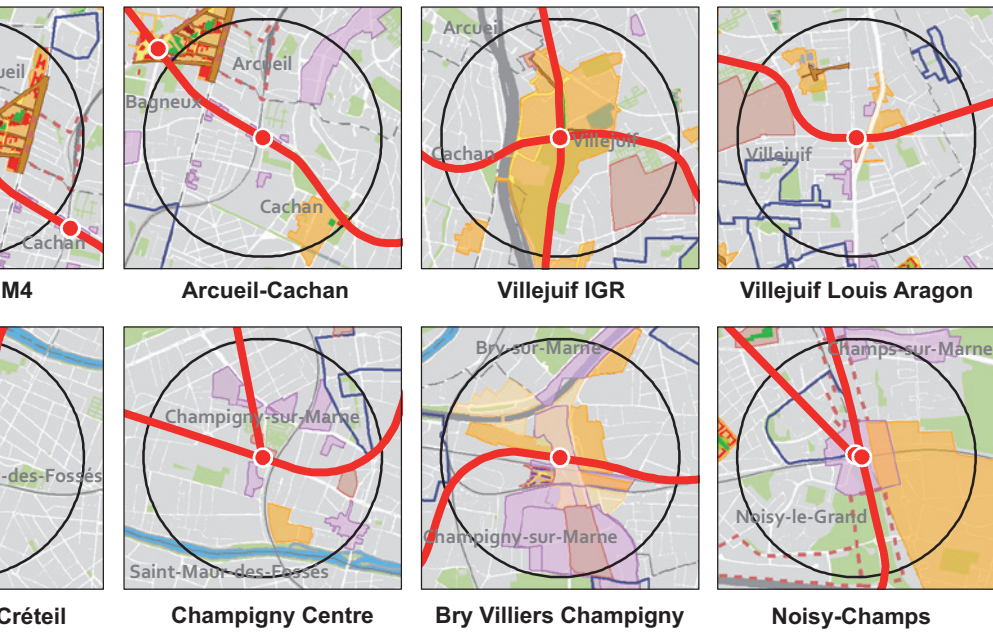 ueil
Cachan
M4
Arcueil
Bagneux
Cachan
Arcueil-Cachan
Arcueil
Villejuif
Cachan
Villejuif IGR
Villejuif
Villejuif Louis Aragon
-des-Fossés
Créteil
Champigny-sur-Marne
Saint-Maur-des-Fossés
Champigny Centre
Bry-sur-Marne
Champigny-sur-Marne
Bry Villiers Champigny
Champs-sur-Marne
Noisy-le-Grand
Noisy-Champs